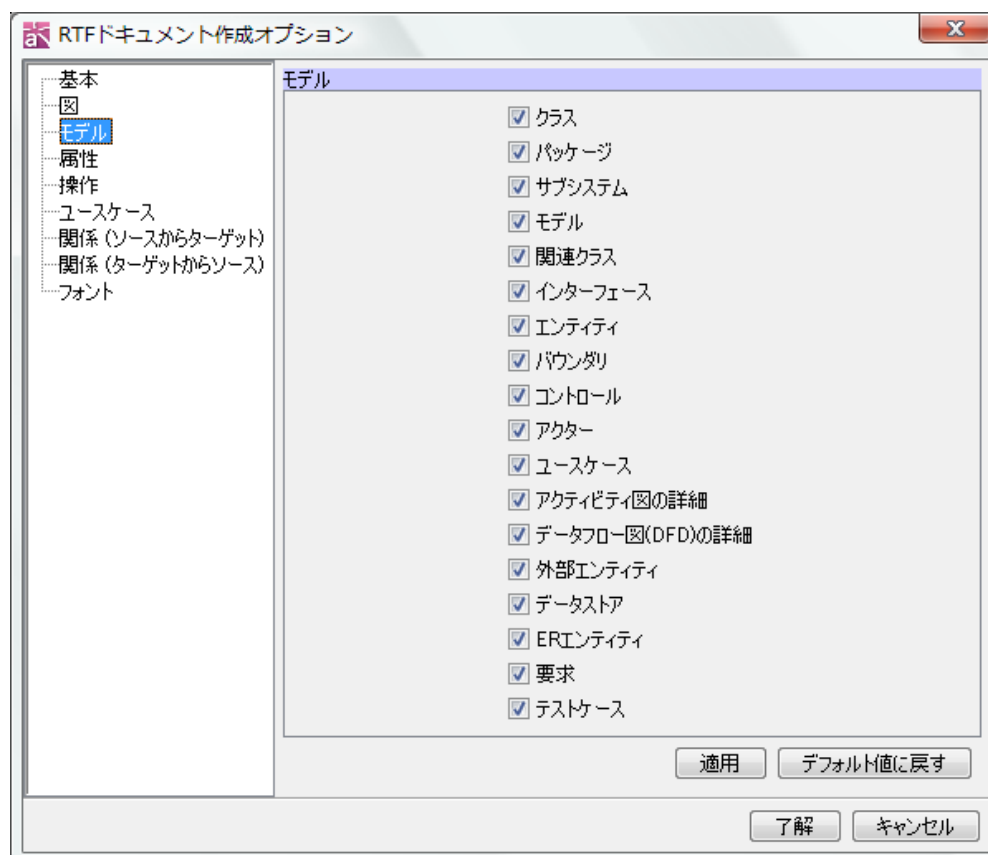 RTFドキュメント作成オプション
基本
図
モデル
属性
操作
ユースケース
関係 (ソースからターゲット)
関係 (ターゲットからソース)
フォント
モデル
クラス
パッケージ
サブシステム
モデル
関連クラス
インターフェース
エンティティ
バウンダリ
コントロール
アクター
ユースケース
アクティビティ図の詳細
データフロー図(DFD)の詳細
外部エンティティ
データストア
ERエンティティ
要求
テストケース
適用 デフォルト値に戻す
了解 キャンセル